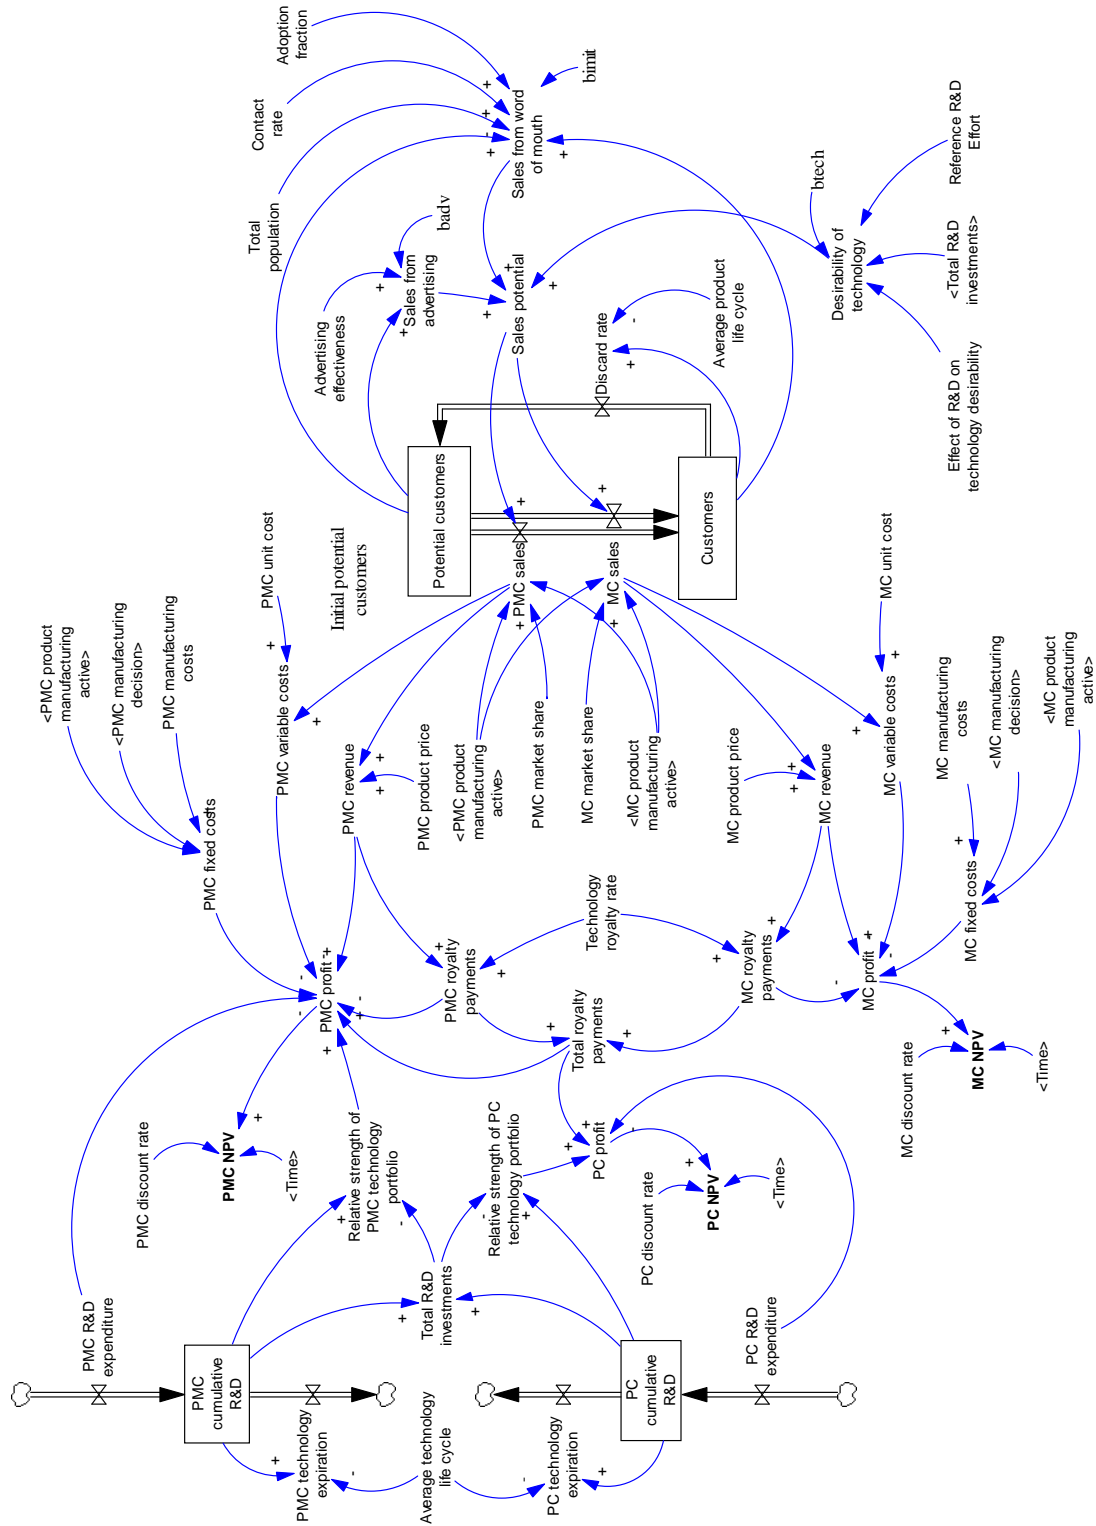 PMC R&D
expenditure
PMC
cumulative
R&D
PMC technology
expiration
Average technology
life cycle
PC technology
expiration
PC
cumulative
R&D
PC R&D
expenditure
Total R&D
investments
PMC discount rate
PMC NPV
<Time>
Relative strength of
PMC technology
portfolio
Relative strength of PC
technology portfolio
PC profit
PC discount rate
PC NPV
<Time>
MC discount rate
MC NPV
<Time>
PMC profit
PMC royalty
payments
Total royalty
payments
Technology
royalty rate
MC royalty
payments
MC profit
<PMC product
manufacturing
active>
<PMC manufacturing
decision>
PMC manufacturing
costs
PMC fixed costs
PMC unit cost
PMC variable costs
PMC revenue
PMC product price
<PMC product
manufacturing
active>
PMC market share
MC market share
<MC product
manufacturing
active>
MC product price
MC revenue
MC variable costs
MC unit cost
MC fixed costs
MC manufacturing
costs
<MC manufacturing
decision>
<MC product
manufacturing
active>
Initial potential
customers
Potential customers
PMC sales
MC sales
Customers
Discard rate
Average product
life cycle
Advertising
effectiveness
Sales from
advertising
badv
Sales potential
Total
population
Contact
rate
Adoption
fraction
Sales from word
of mouth
bimit
Desirability of
technology
btech
Reference R&D
Effort
<Total R&D
investments>
Effect of R&D on
technology desirability